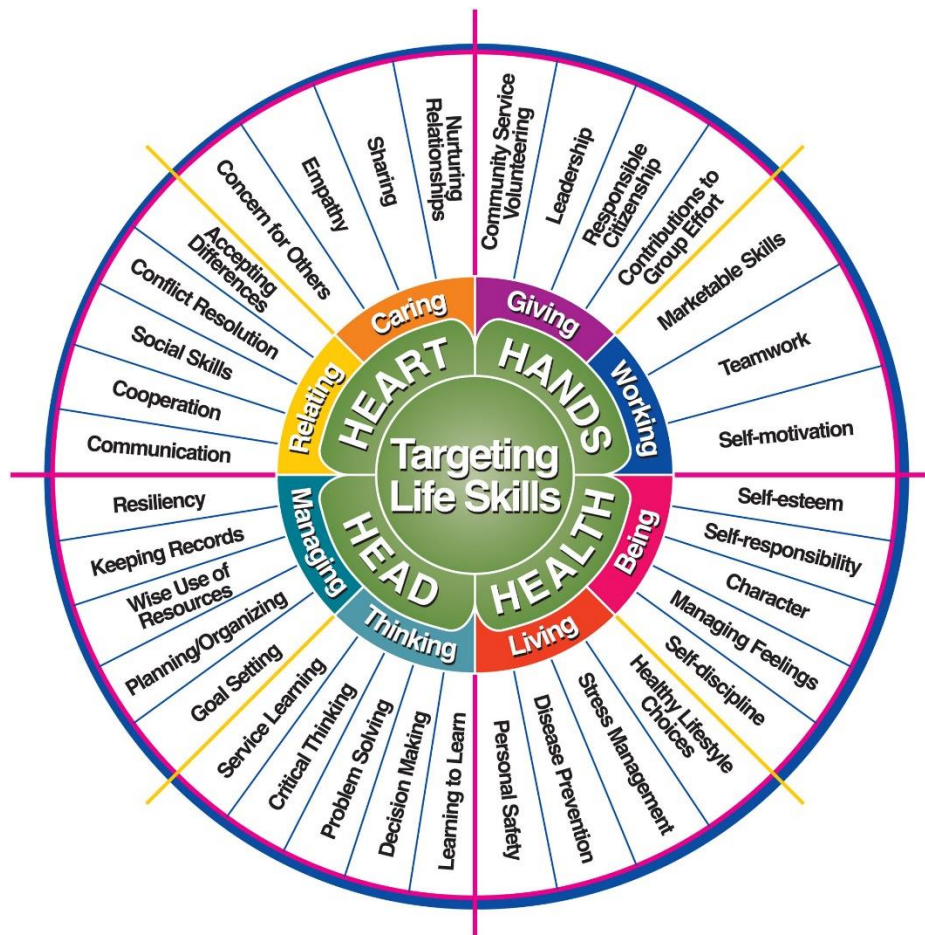 Targeting
Life Skills
HEART
HANDS
HEALTH
HEAD
Caring
Giving
Working
Being
Living
Thinking
Managing
Relating
Community Service
Volunteering
Leadership
Responsible
Citizenship
Contributions to
Group Effort
Marketable Skills
Teamwork
Self-motivation
Self-esteem
Self-responsibility
Character
Managing Feelings
Self-discipline
Healthy Lifestyle
Choices
Stress Management
Disease Prevention
Personal Safety
Learning to Learn
Decision Making
Problem Solving
Critical Thinking
Service Learning
Goal Setting
Planning/Organizing
Wise Use of
Resources
Keeping Records
Resiliency
Communication
Cooperation
Social Skills
Conflict Resolution
Accepting
Differences
Concern for Others
Empathy
Sharing
Nurturing
Relationships